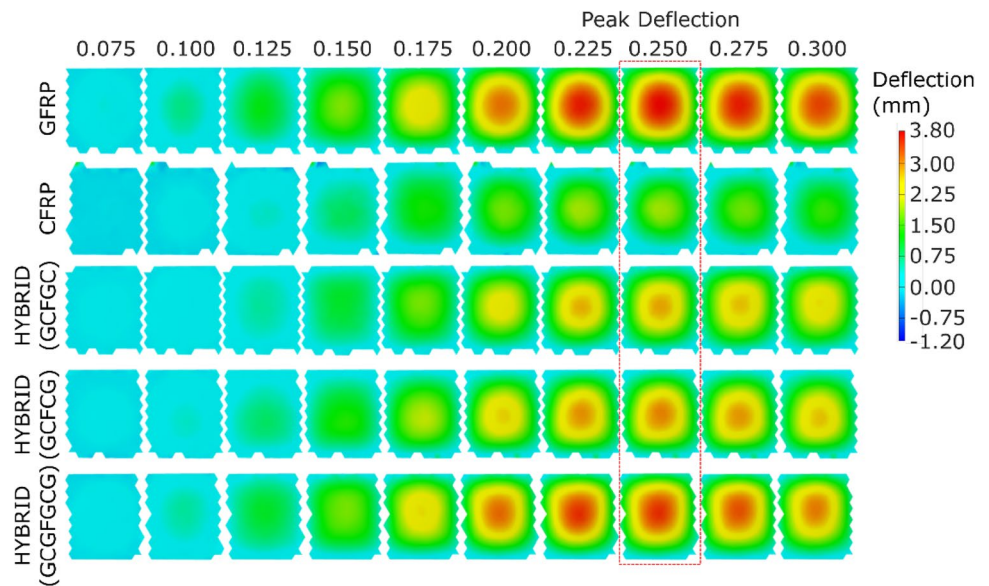 Peak Deflection
0.075 0.100 0.125 0.150 0.175 0.200 0.225 0.250 0.275 0.300
GFRP
CFRP
HYBRID
(GCFGC)
HYBRID
(GCFCG)
HYBRID
(GCGFGCG)
Deflection
(mm)
3.80
3.00
2.25
1.50
0.75
0.00
-0.75
-1.20